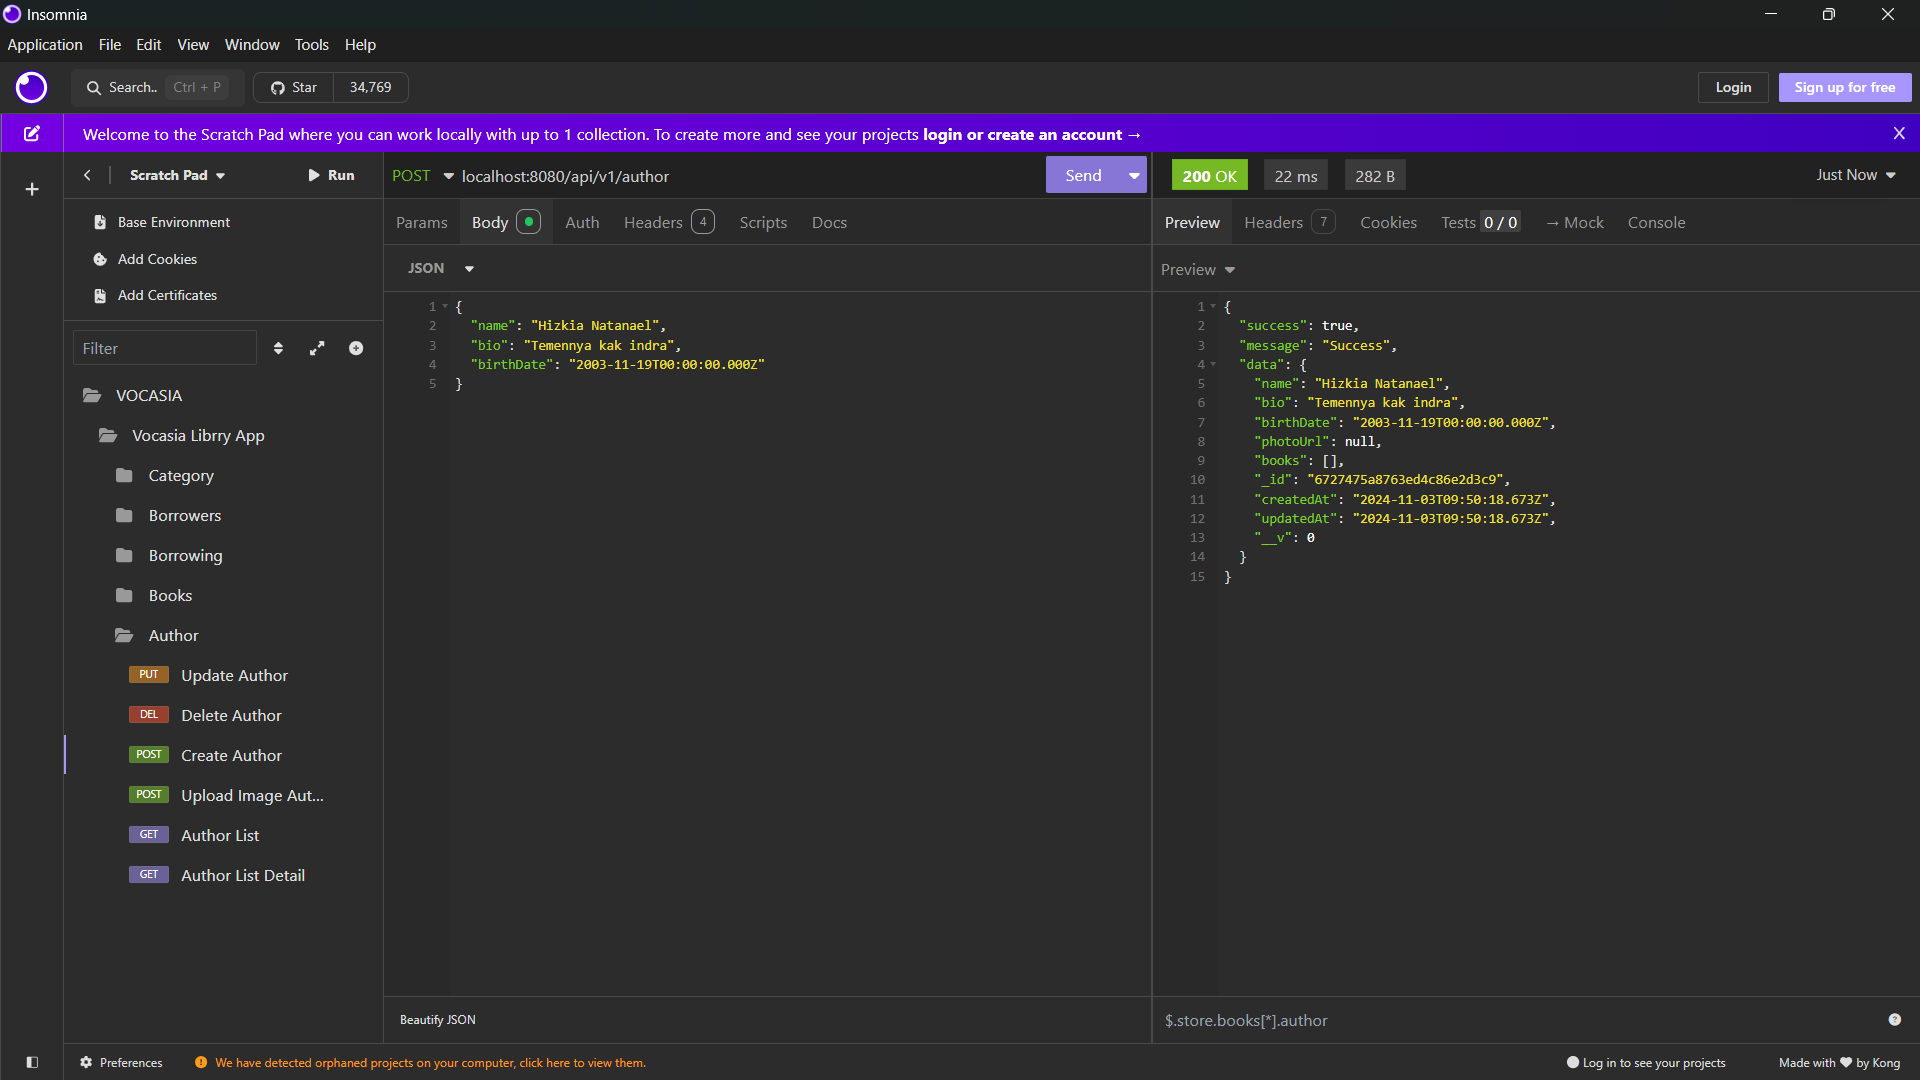 Insomnia
Application File Edit View Window Tools Help
Search.. Ctrl + P Star 34,769 Login Sign up for free
Welcome to the Scratch Pad where you can work locally with up to 1 collection. To create more and see your projects login or create an account → X
Scratch Pad Run
Base Environment
Add Cookies
Add Certificates
Filter
VOCASIA
Vocasia Librry App
Category
Borrowers
Borrowing
Books
Author
PUT Update Author
DEL Delete Author
POST Create Author
POST Upload Image Aut...
GET Author List
GET Author List Detail
POST localhost:8080/api/v1/author Send
Params Body Auth Headers 4 Scripts Docs
JSON
1 {
2 "name": "Hizkia Natanael",
3 "bio": "Temennya kak indra",
4 "birthDate": "2003-11-19T00:00:00.000Z"
5 }
Beautify JSON
200 OK 22 ms 282 B Just Now
Preview Headers 7 Cookies Tests 0 / 0 → Mock Console
Preview
1 {
2 "success": true,
3 "message": "Success",
4 "data": {
5 "name": "Hizkia Natanael",
6 "bio": "Temennya kak indra",
7 "birthDate": "2003-11-19T00:00:00.000Z",
8 "photoUrl": null,
9 "books": [],
10 "_id": "6727475a8763ed4c86e2d3c9",
11 "createdAt": "2024-11-03T09:50:18.673Z",
12 "updatedAt": "2024-11-03T09:50:18.673Z",
13 "__v": 0
14 }
15 }
$.store.books[*].author
Preferences We have detected orphaned projects on your computer, click here to view them. Log in to see your projects Made with ♥ by Kong